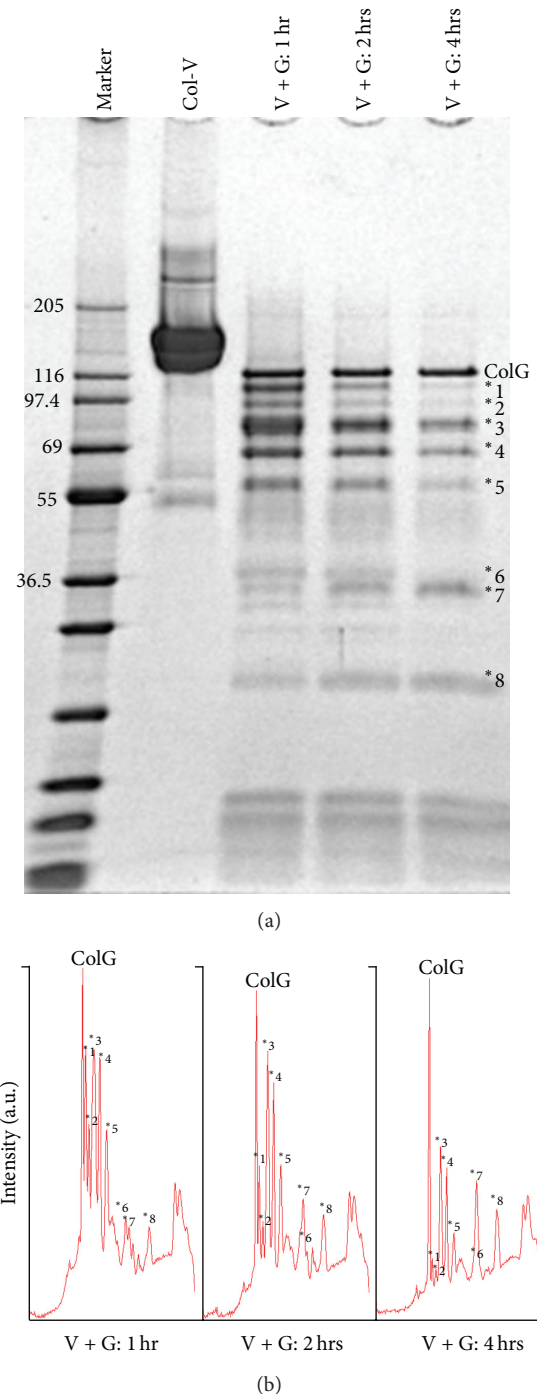 Marker
Col-V
V + G: 1 hr
V + G: 2 hrs
V + G: 4 hrs
205
116
97.4
69
55
36.5
ColG
*1
*2
*3
*4
*5
*6
*7
*8
(a)
Intensity (a.u.)
ColG
*1
*2
*3
*4
*5
*6
*7
*8
V + G: 1 hr
ColG
*1
*2
*3
*4
*5
*7
*6
*8
V + G: 2 hrs
ColG
*1
*2
*3
*4
*5
*7
*6
*8
V + G: 4 hrs
(b)